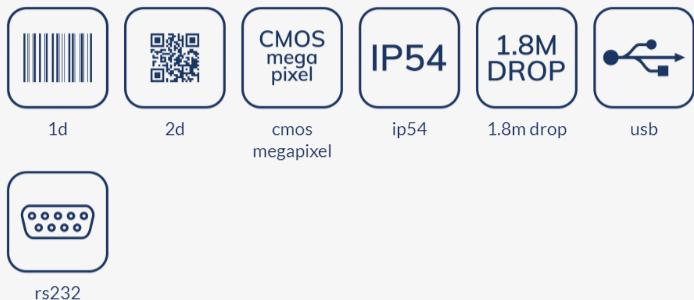 CMOS
mega
pixel
IP54
1.8M
DROP
1d
2d
cmos
megapixel
ip54
1.8m drop
usb
rs232